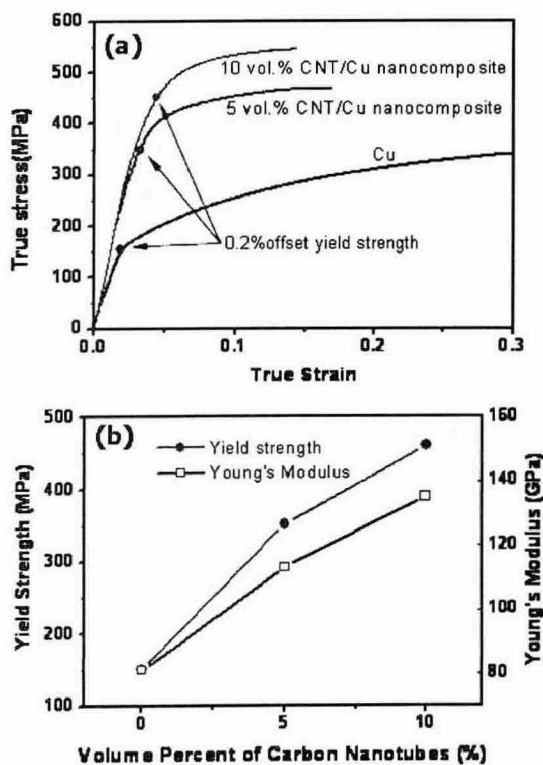 (a)
600
500
400
300
200
100
0
True stress(MPa)
10 vol.% CNT/Cu nanocomposite
5 vol.% CNT/Cu nanocomposite
Cu
0.2%offset yield strength
0.0
0.1
0.2
0.3
True Strain
(b)
500
400
300
200
100
Yield Strength (MPa)
Yield strength
Young's Modulus
160
140
120
100
80
Young's Modulus (GPa)
0
5
10
Volume Percent of Carbon Nanotubes (%)